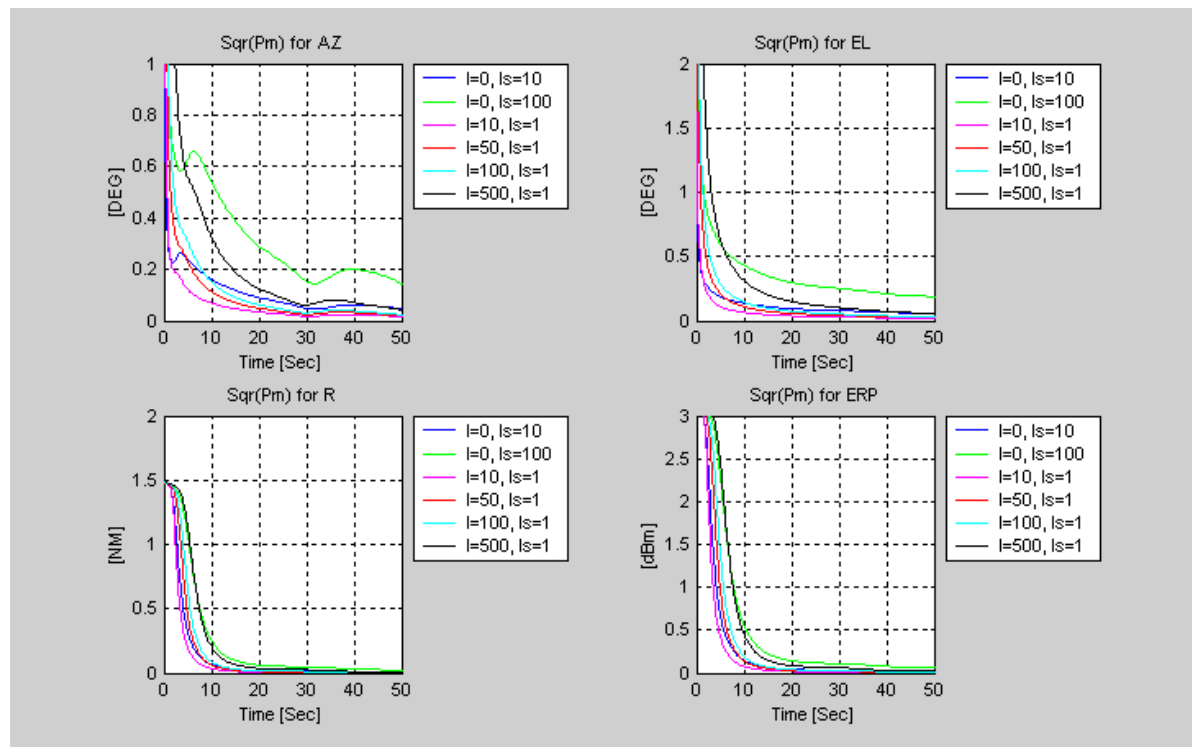 Sqr(Pm) for AZ
1
0.8
0.6
0.4
0.2
0
[DEG]
0 10 20 30 40 50
Time [Sec]
I=0, Is=10
I=0, Is=100
I=10, Is=1
I=50, Is=1
I=100, Is=1
I=500, Is=1
Sqr(Pm) for EL
2
1.5
1
0.5
0
[DEG]
0 10 20 30 40 50
Time [Sec]
I=0, Is=10
I=0, Is=100
I=10, Is=1
I=50, Is=1
I=100, Is=1
I=500, Is=1
Sqr(Pm) for R
2
1.5
1
0.5
0
[NM]
0 10 20 30 40 50
Time [Sec]
I=0, Is=10
I=0, Is=100
I=10, Is=1
I=50, Is=1
I=100, Is=1
I=500, Is=1
Sqr(Pm) for ERP
3
2.5
2
1.5
1
0.5
0
[dBm]
0 10 20 30 40 50
Time [Sec]
I=0, Is=10
I=0, Is=100
I=10, Is=1
I=50, Is=1
I=100, Is=1
I=500, Is=1